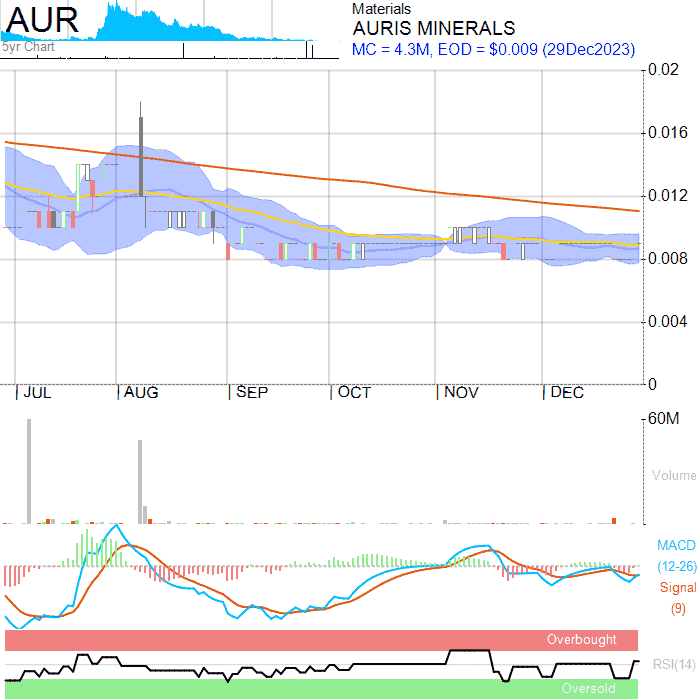 AUR
5yr Chart
Materials
AURIS MINERALS
MC = 4.3M, EOD = $0.009 (29Dec2023)
0.02
0.016
0.012
0.008
0.004
0
JUL AUG SEP OCT NOV DEC
60M
Volume
MACD
(12-26)
Signal
(9)
Overbought
RSI(14)
Oversold